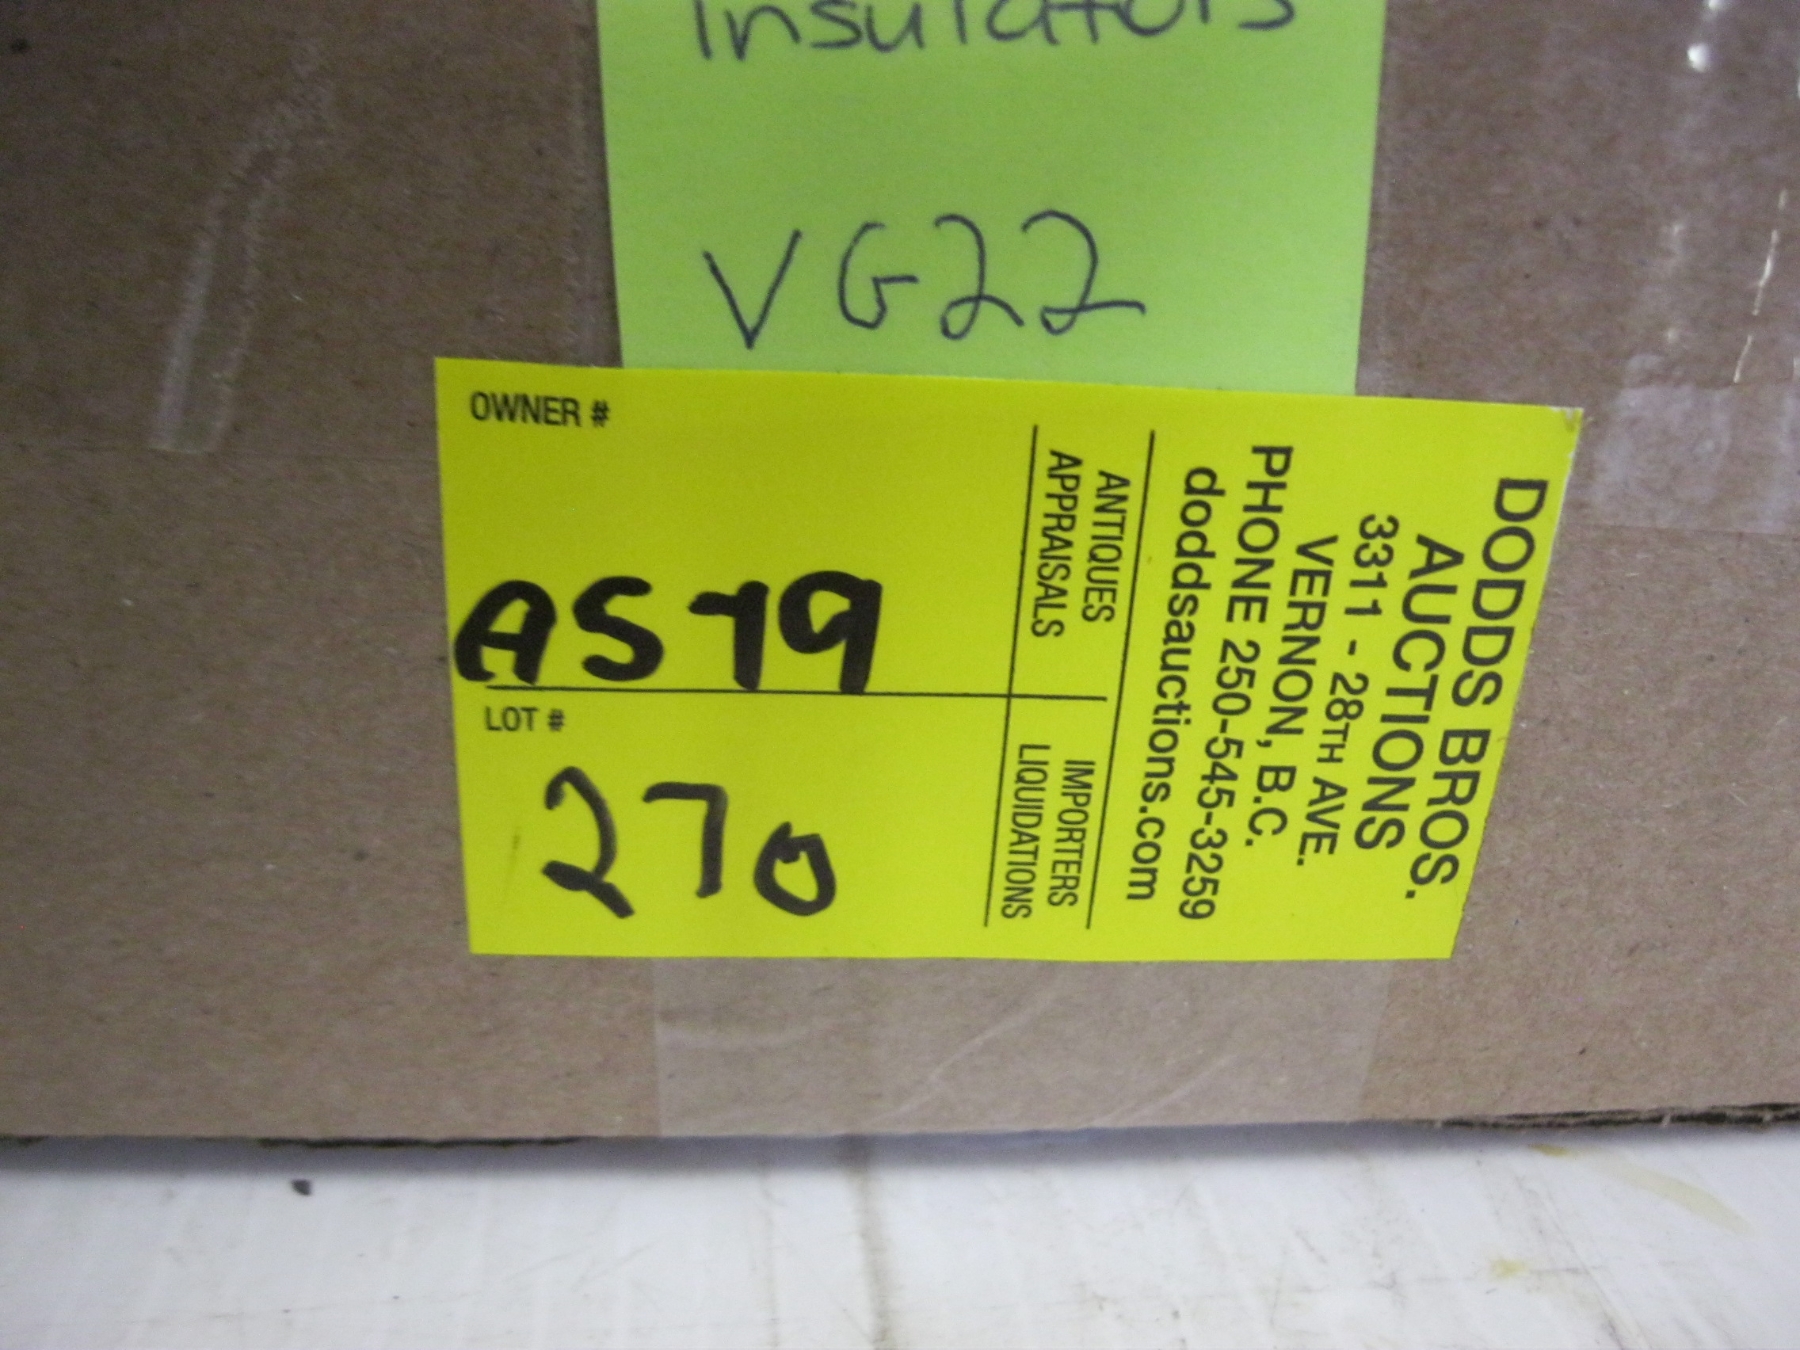 Insulators
VG22
OWNER #
AS79
LOT #
270
DODDS BROS.
AUCTIONS
3311 - 28TH AVE.
VERNON, B.C.
PHONE 250-545-3259
doddsauctions.com
ANTIQUES
APPRAISALS
IMPORTERS
LIQUIDATIONS